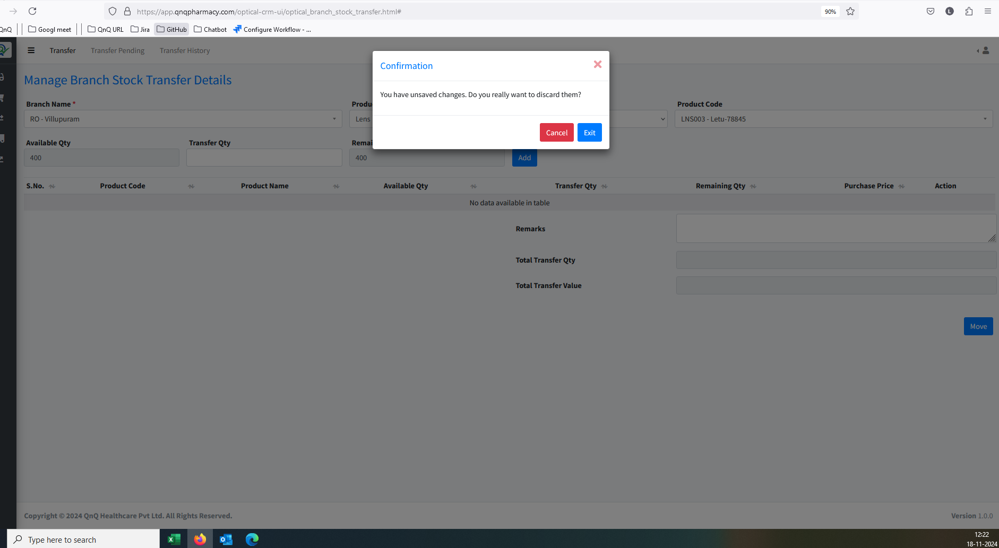 https://app.qnqpharmacy.com/optical-crm-ui/optical_branch_stock_transfer.html# 90% L
QnQ Googl meet QnQ URL Jira GitHub Chatbot Configure Workflow - ...
Transfer Transfer Pending Transfer History
Confirmation
You have unsaved changes. Do you really want to discard them?
Cancel Exit
Manage Branch Stock Transfer Details
Branch Name * Produ Product Code
RO - Villupuram Lens LNS003 - Letu-78845
Available Qty Transfer Qty Remai
400 400 Add
S.No. Product Code Product Name Available Qty Transfer Qty Remaining Qty Purchase Price Action
No data available in table
Remarks
Total Transfer Qty
Total Transfer Value
Move
Copyright © 2024 QnQ Healthcare Pvt Ltd. All Rights Reserved. Version 1.0.0
Type here to search 12:22
18-11-2024